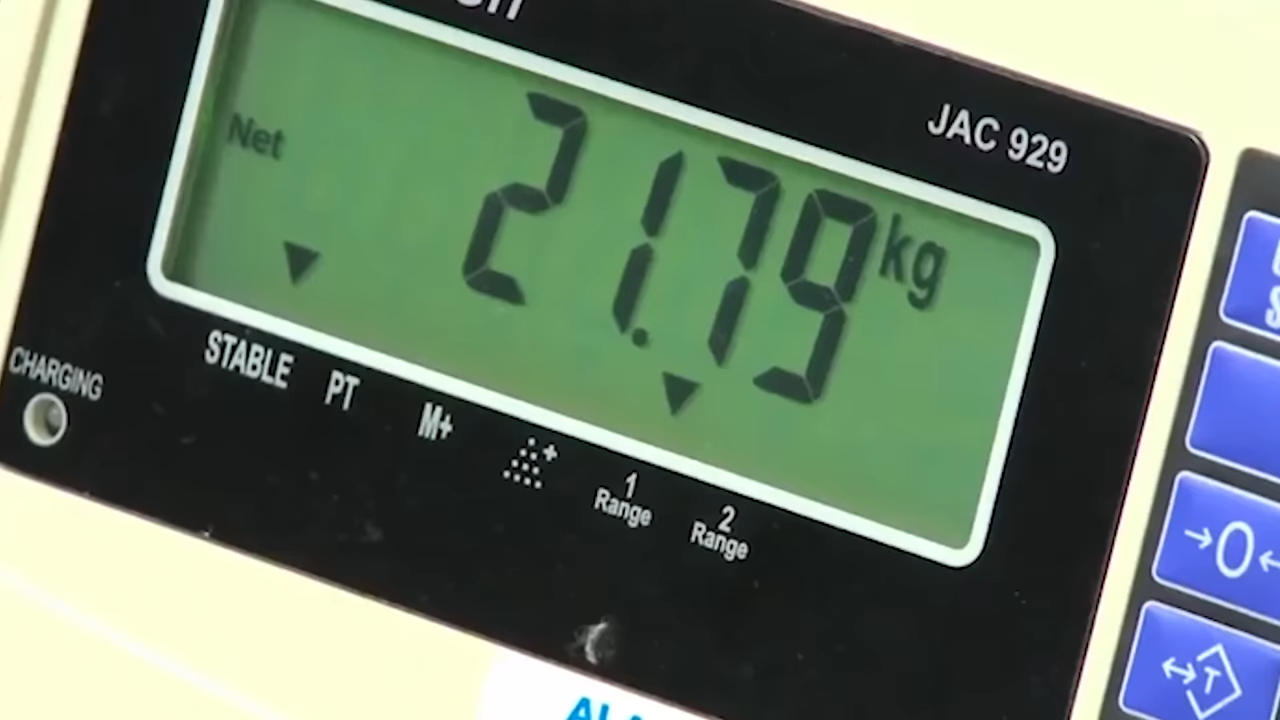 JAC 929
Net 21.79 kg
STABLE PT M+ 1 Range 2 Range
CHARGING
→0←
↔T